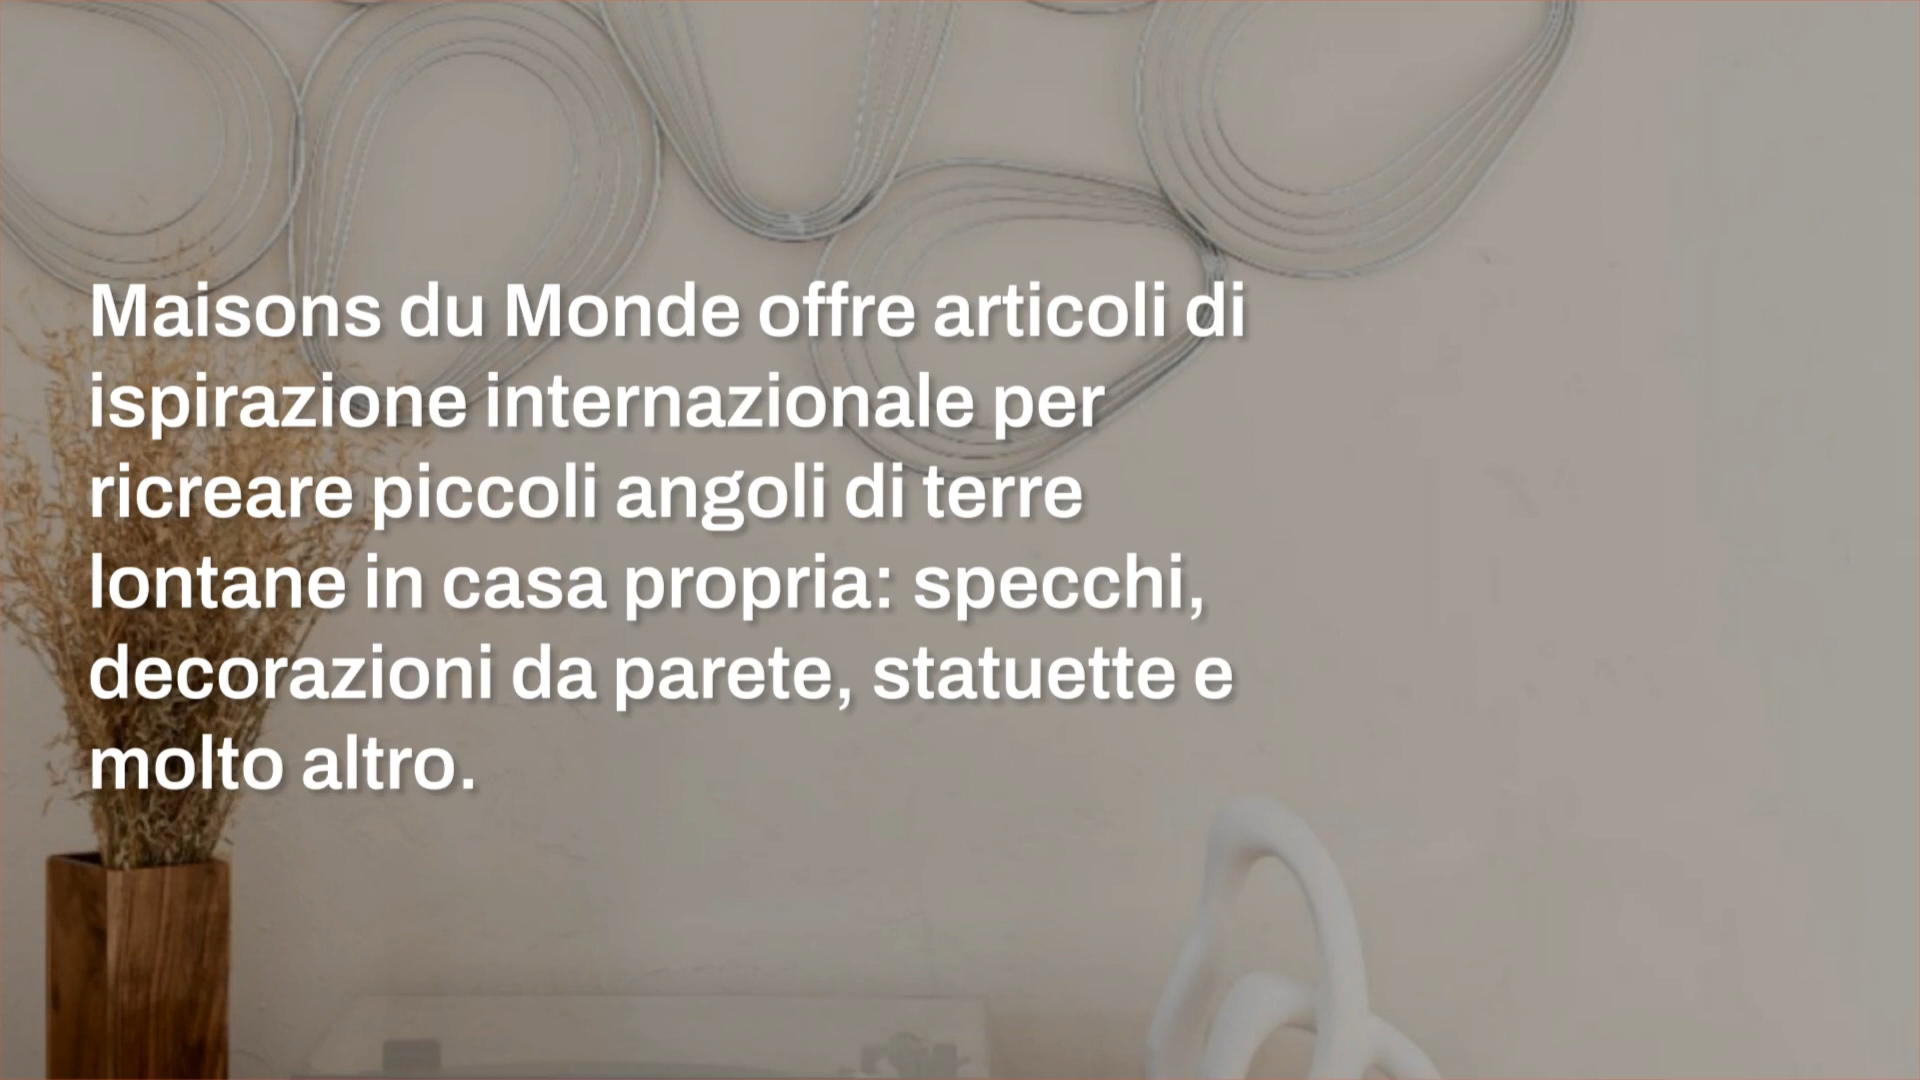 Maisons du Monde offre articoli di
ispirazione internazionale per
ricreare piccoli angoli di terre
lontane in casa propria: specchi,
decorazioni da parete, statuette e
molto altro.